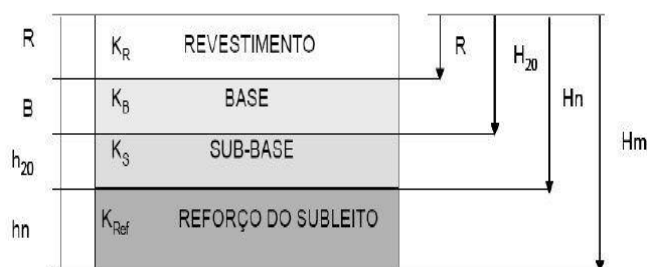 R K_R REVESTIMENTO R H_20
B K_B BASE Hn
h_20 K_S SUB-BASE Hm
hn K_Ref REFORÇO DO SUBLEITO